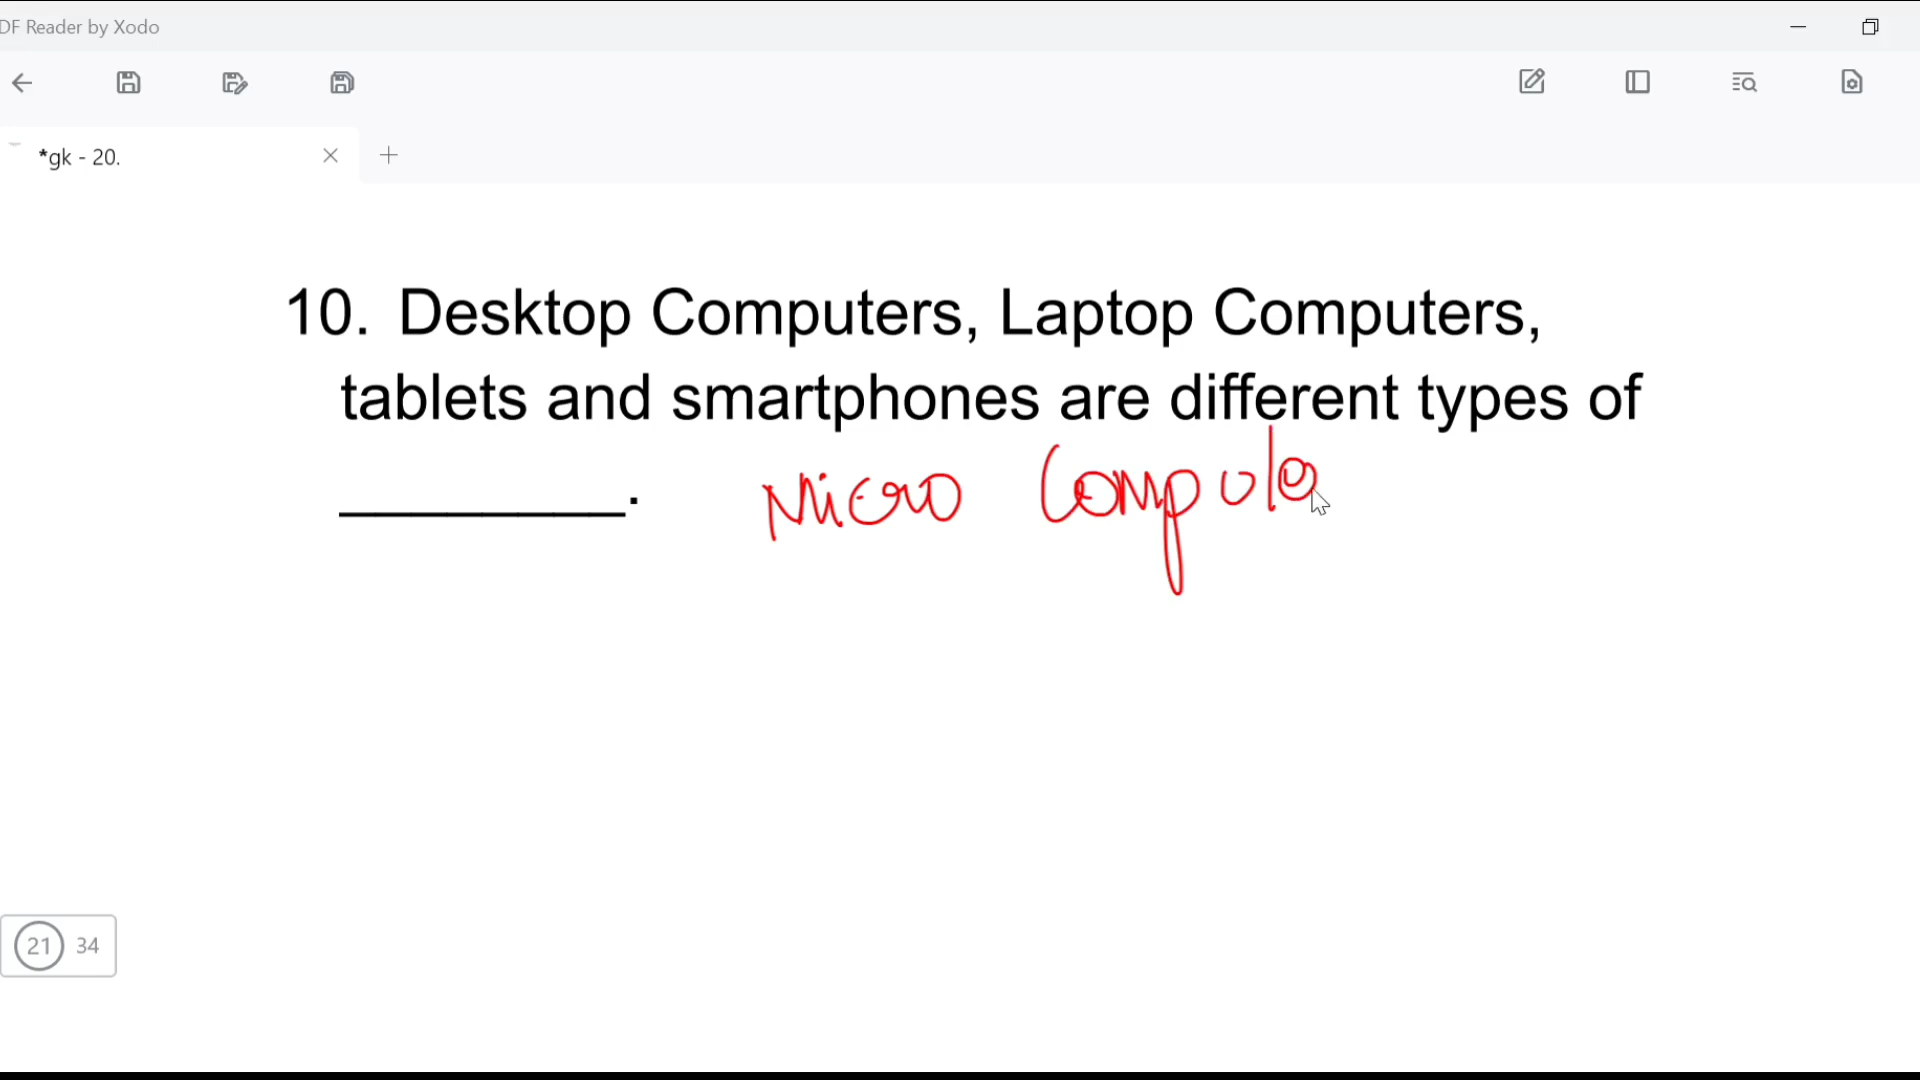 DF Reader by Xodo
*gk - 20.
10. Desktop Computers, Laptop Computers,
tablets and smartphones are different types of
________. Micro Compute
21 34